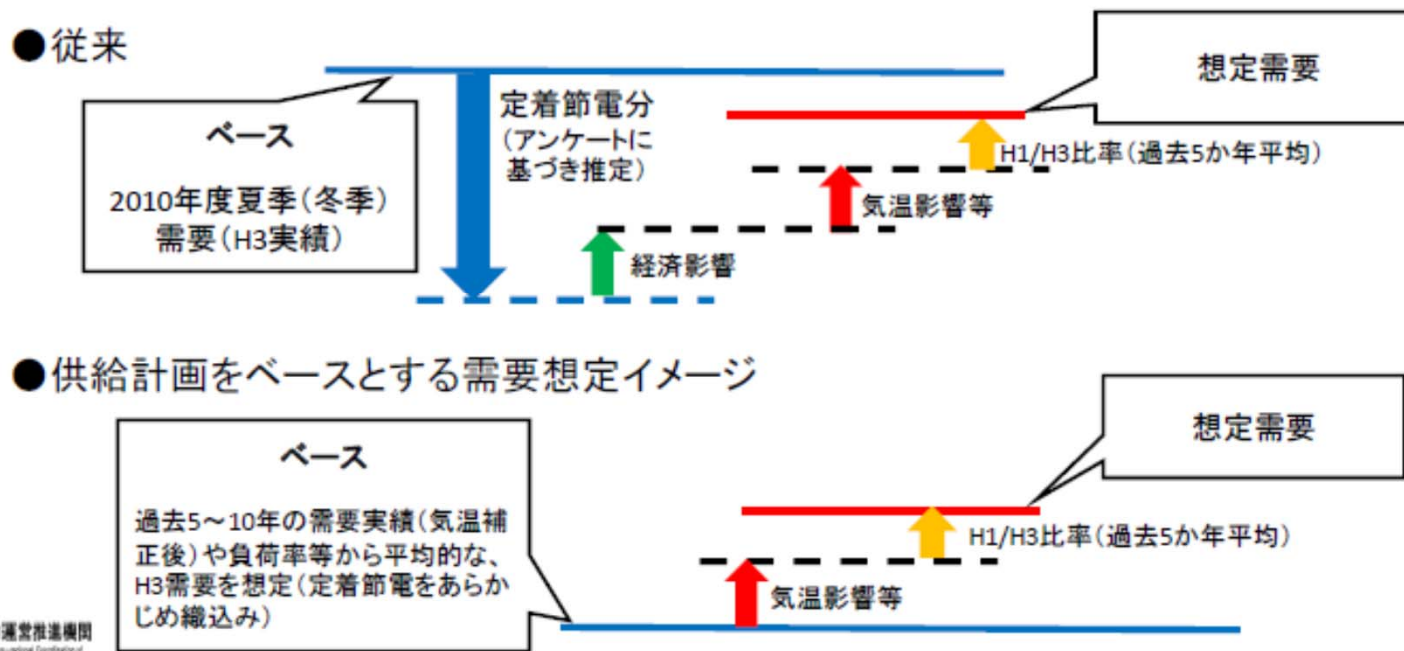 ●従来
想定需要
ベース
2010年度夏季(冬季)
需要(H3実績)
定着節電分
(アンケートに
基づき推定)
H1/H3比率(過去5か年平均)
気温影響等
経済影響
●供給計画をベースとする需要想定イメージ
想定需要
ベース
過去5～10年の需要実績(気温補
正後)や負荷率等から平均的な、
H3需要を想定(定着節電をあらか
じめ織込み)
H1/H3比率(過去5か年平均)
気温影響等
運営推進機関